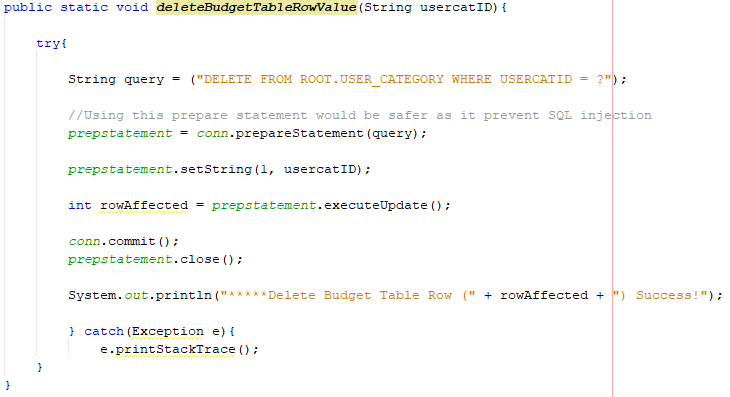 public static void deleteBudgetTableRowValue(String usercatID){
try{
String query = ("DELETE FROM ROOT.USER_CATEGORY WHERE USERCATID = ?");
//Using this prepare statement would be safer as it prevent SQL injection
prepstatement = conn.prepareStatement(query);
prepstatement.setString(1, usercatID);
int rowAffected = prepstatement.executeUpdate();
conn.commit();
prepstatement.close();
System.out.println("*****Delete Budget Table Row (" + rowAffected + ") Success!");
} catch(Exception e){
e.printStackTrace();
}
}